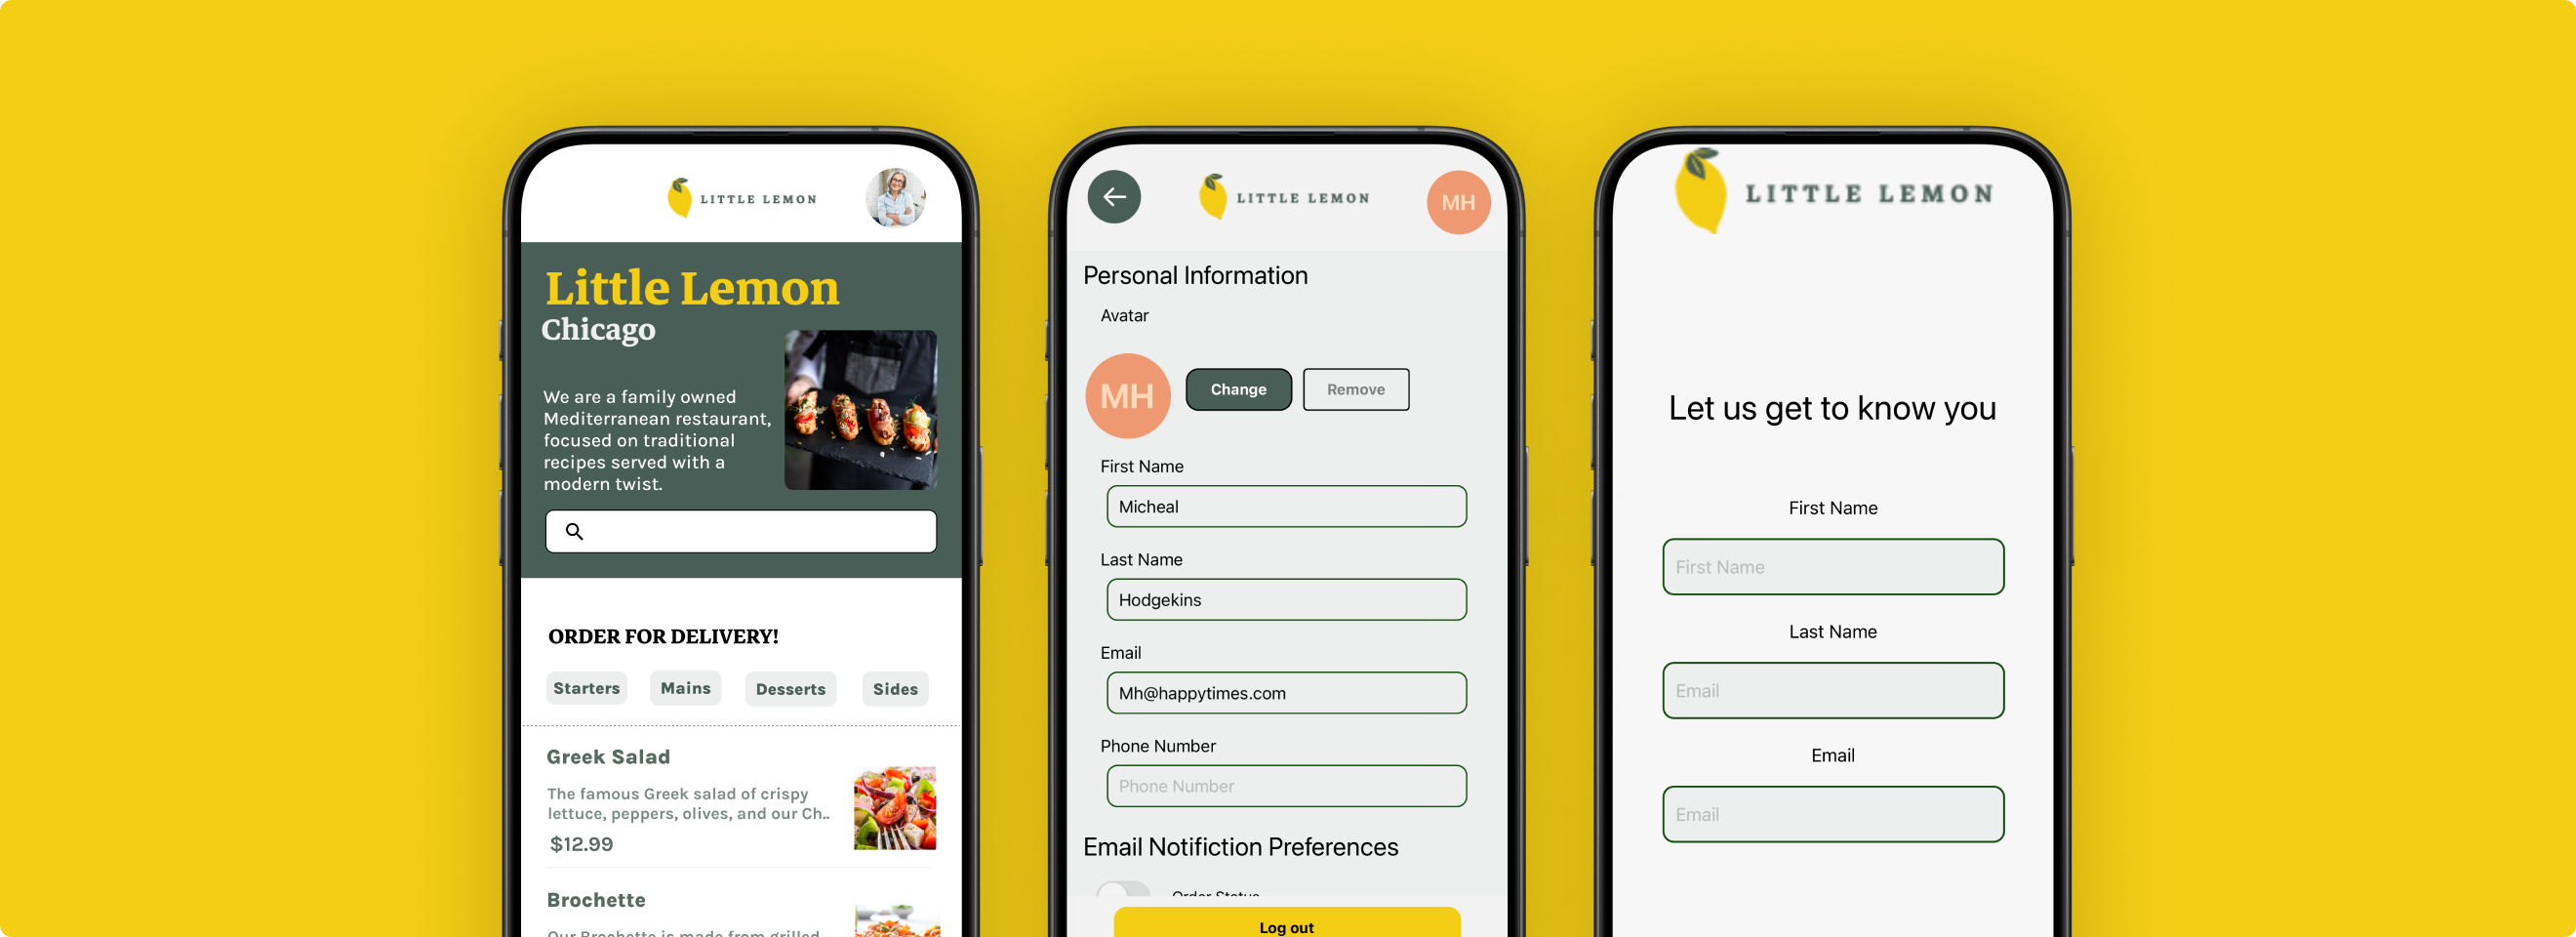 LITTLE LEMON
Little Lemon
Chicago
We are a family owned
Mediterranean restaurant,
focused on traditional
recipes served with a
modern twist.
ORDER FOR DELIVERY!
Starters Mains Desserts Sides
Greek Salad
The famous Greek salad of crispy
lettuce, peppers, olives, and our Ch..
$12.99
Brochette
Our Brochette is made from grilled
LITTLE LEMON
MH
Personal Information
Avatar
MH
Change Remove
First Name
Micheal
Last Name
Hodgekins
Email
Mh@happytimes.com
Phone Number
Phone Number
Email Notifiction Preferences
Order Status
Log out
LITTLE LEMON
Let us get to know you
First Name
First Name
Last Name
Email
Email
Email